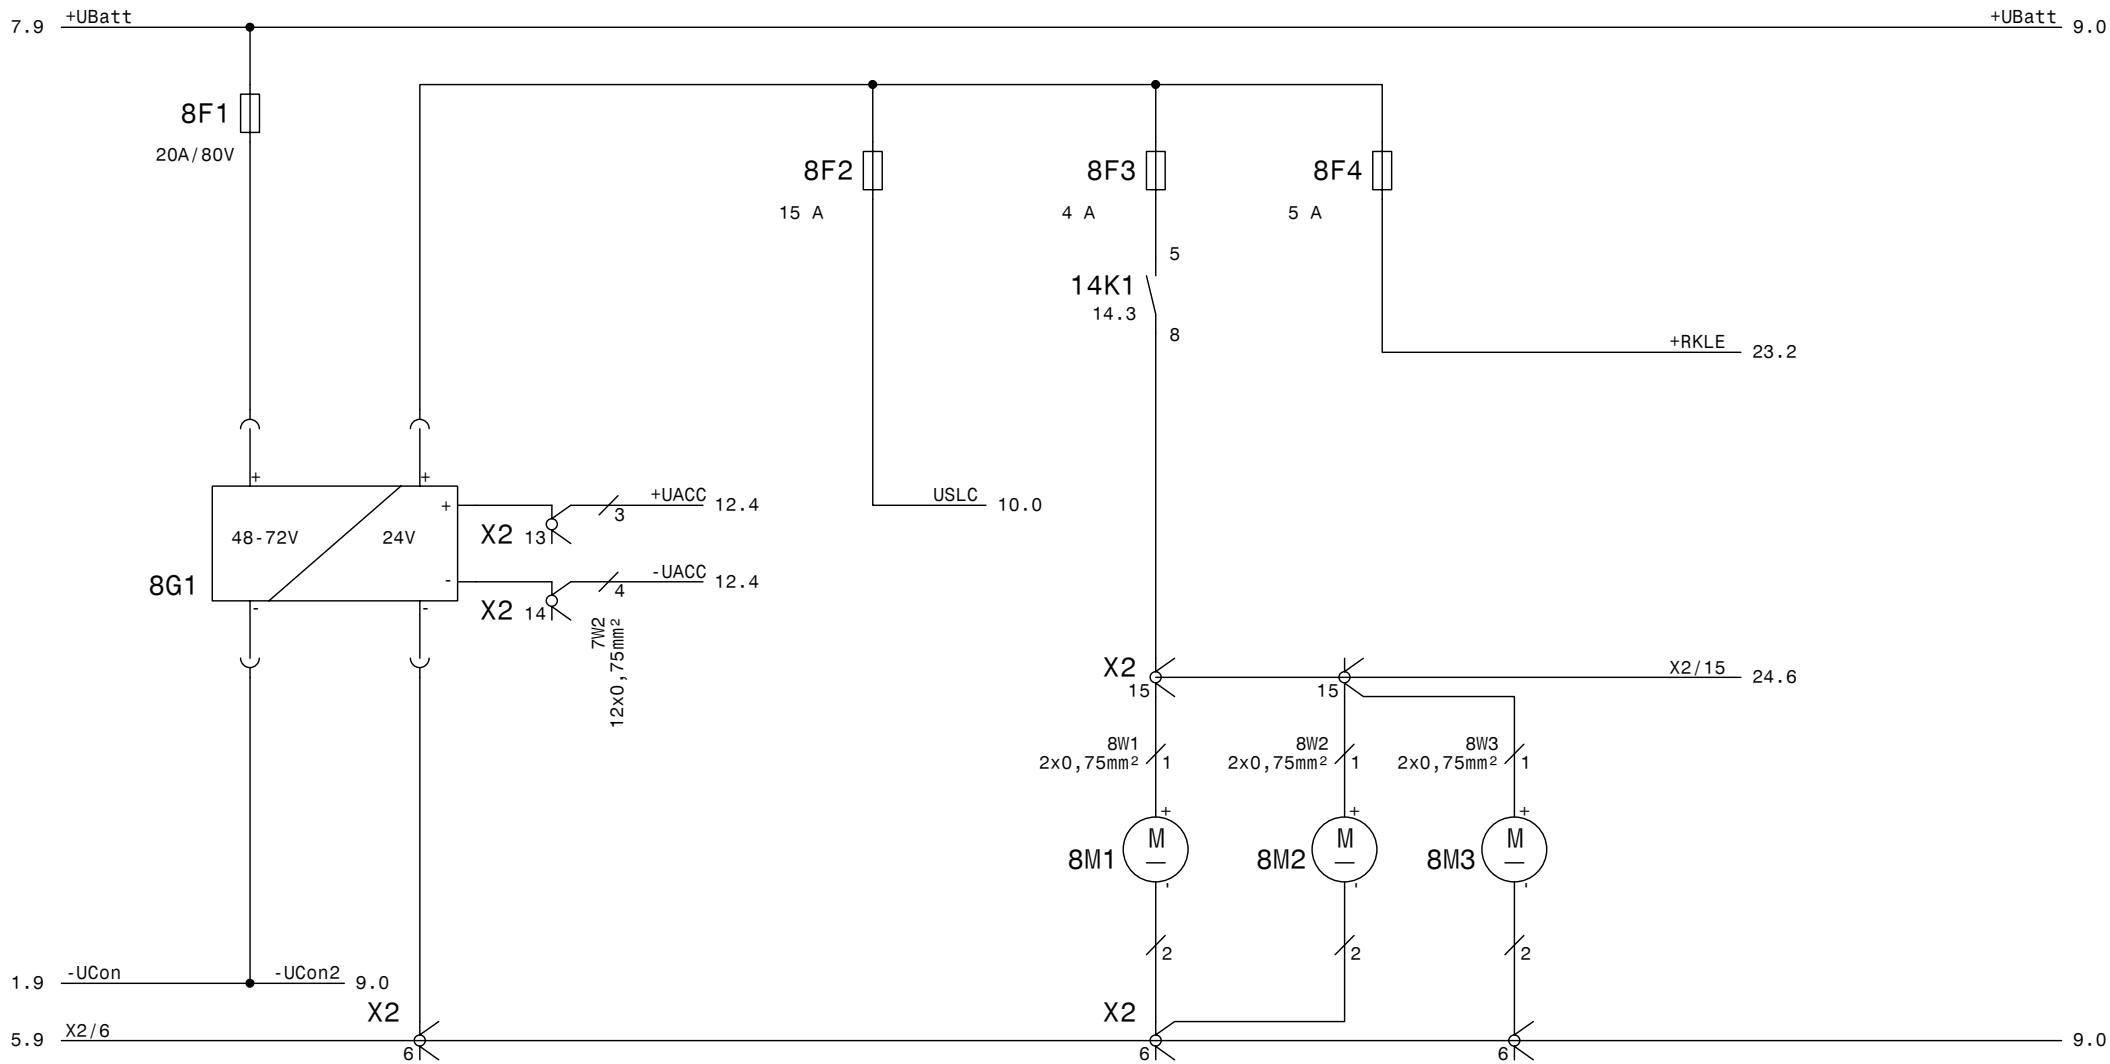 +UBatt
+UBatt
7.9
9.0
8F1
20A/80V
8F2
15 A
8F3
4 A
8F4
5 A
5
14K1
14.3
8
+RKLE
23.2
+
+
+
+UACC
12.4
3
X2
13
USLC
10.0
48-72V
24V
8G1
-
-UACC
12.4
4
X2
14
-
-
7W2
12x0,75mm²
X2
15
15
X2/15
24.6
8W1
2x0,75mm²
1
8W2
2x0,75mm²
1
8W3
2x0,75mm²
1
+
+
+
M
M
M
8M1
8M2
8M3
-
-
-
2
2
2
-UCon
-UCon2
1.9
9.0
X2
X2
X2/6
5.9
9.0
6
6
6